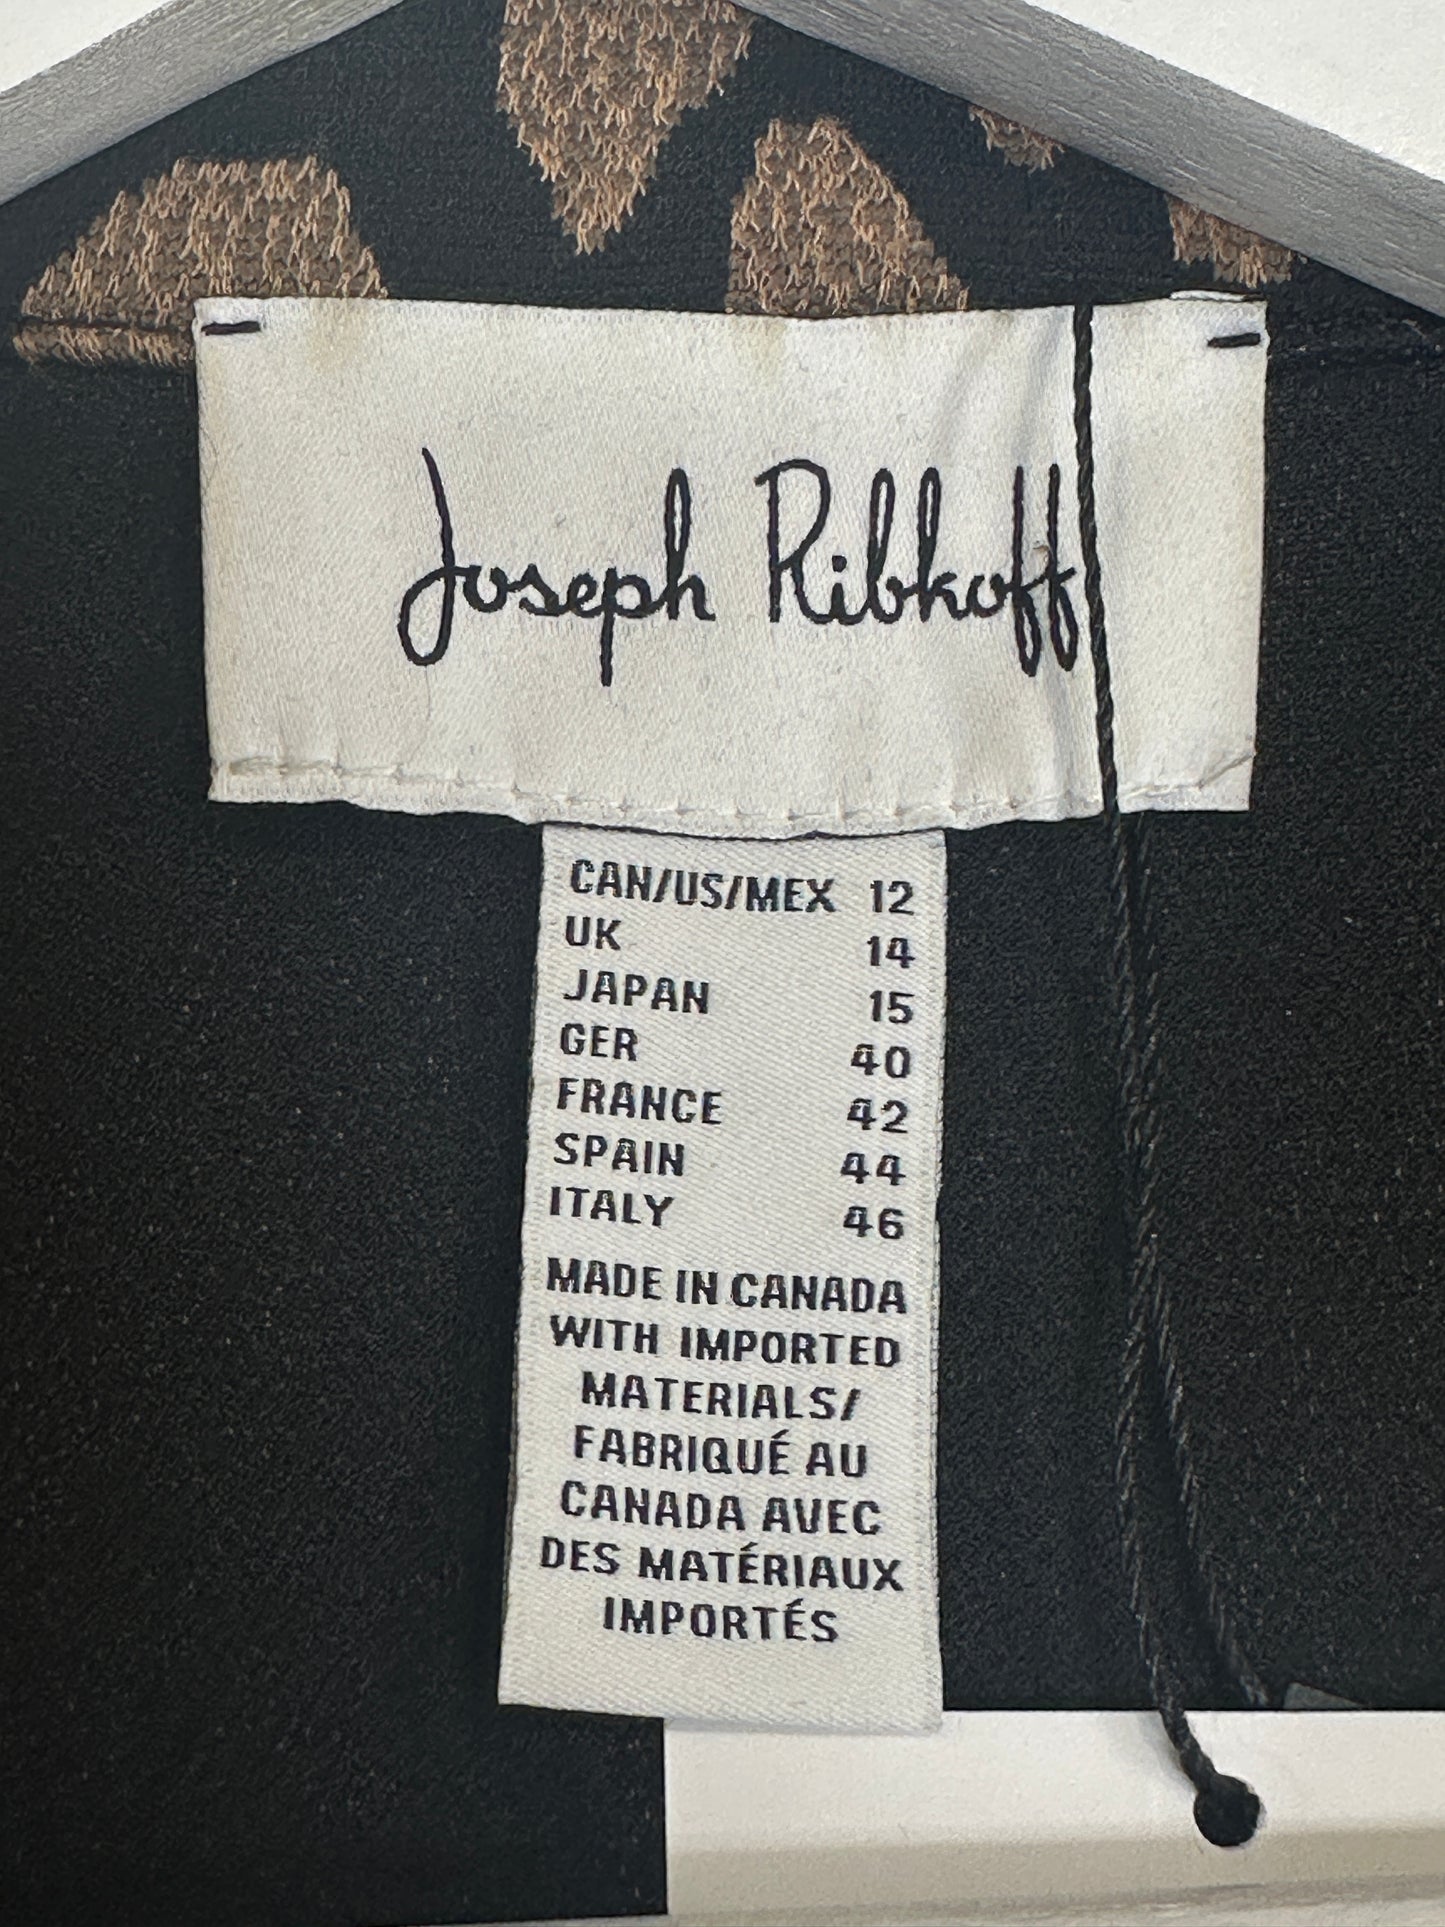 Joseph Ribkoff
CAN/US/MEX 12
UK 14
JAPAN 15
GER 40
FRANCE 42
SPAIN 44
ITALY 46
MADE IN CANADA
WITH IMPORTED
MATERIALS/
FABRIQUÉ AU
CANADA AVEC
DES MATÉRIAUX
IMPORTÉS